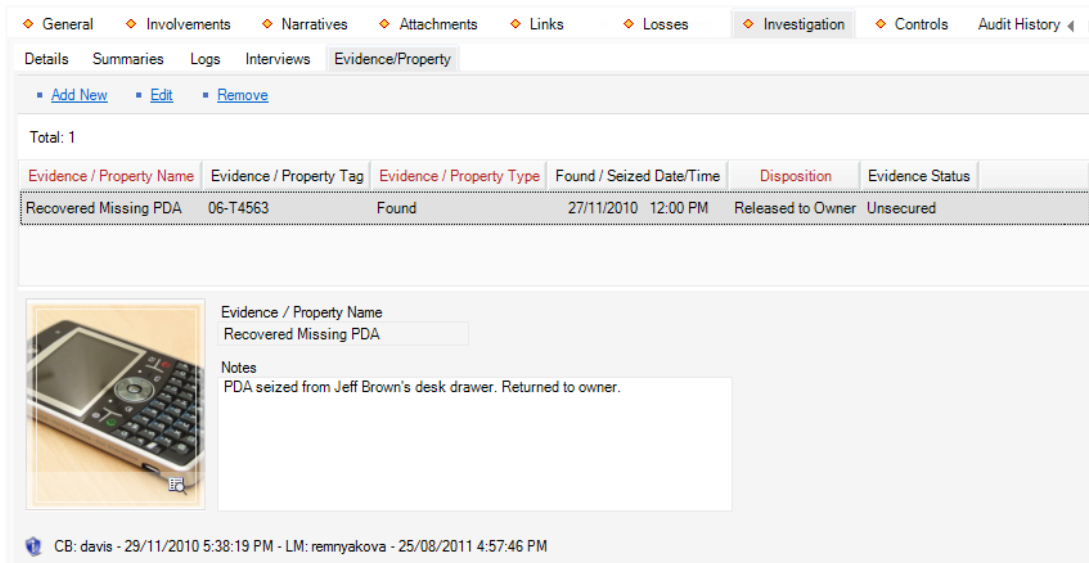 General Involvements Narratives Attachments Links Losses Investigation Controls Audit History
Details Summaries Logs Interviews Evidence/Property
Add New Edit Remove
Total: 1
Evidence / Property Name Evidence / Property Tag Evidence / Property Type Found / Seized Date/Time Disposition Evidence Status
Recovered Missing PDA 06-T4563 Found 27/11/2010 12:00 PM Released to Owner Unsecured
Evidence / Property Name
Recovered Missing PDA
Notes
PDA seized from Jeff Brown's desk drawer. Returned to owner.
CB: davis - 29/11/2010 5:38:19 PM - LM: remnyakova - 25/08/2011 4:57:46 PM